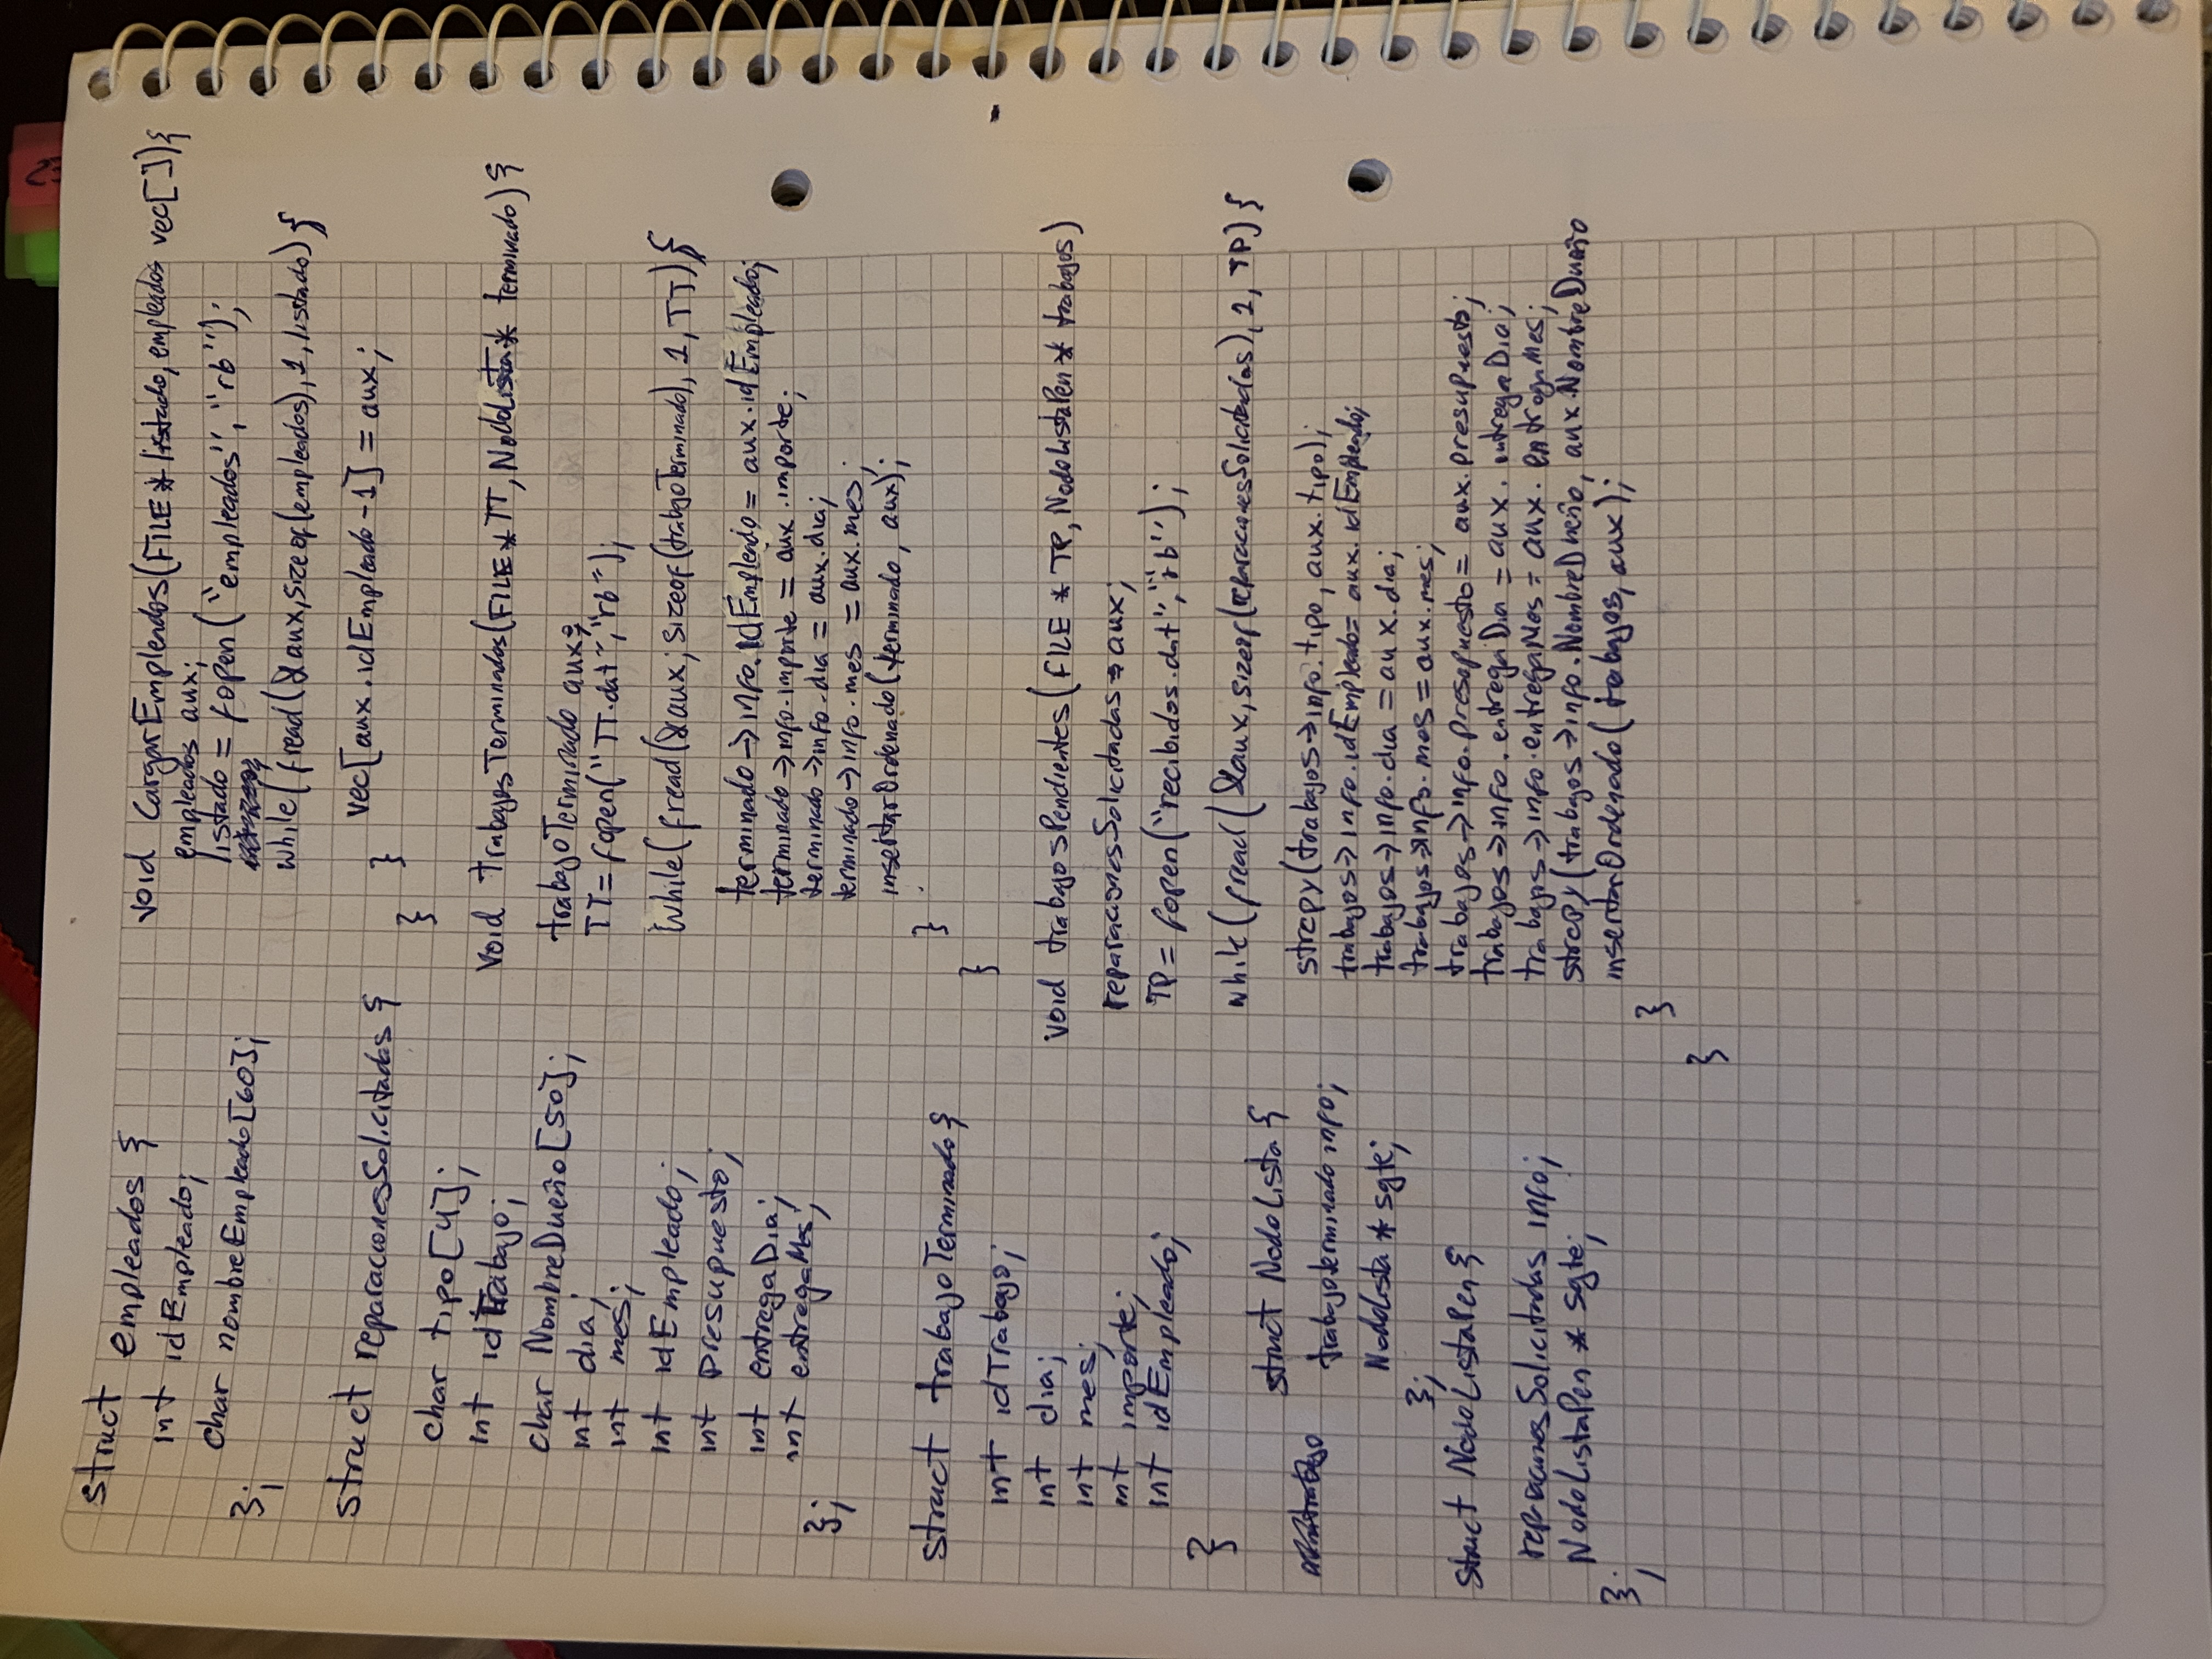 struct empleados {
int idEmpleado;
char nombreEmpleado[60];
};
struct reparacionesSolicitadas {
char tipo[4];
int idTrabajo;
char NombreDueño[50];
int dia;
int mes;
int idEmpleado;
int presupuesto;
int entregaDia;
int entregaMes;
};
struct trabajoTerminado {
int idTrabajo;
int dia;
int mes;
int importe;
int idEmpleado;
}
struct NodoLista {
trabajoTerminado info;
NodoLista * sgte;
};
struct NodoListaPen {
reparacionesSolicitadas info;
NodoListaPen * sgte;
};
void CargarEmpleados(FILE * listado, empleados vec[]){
empleados aux;
listado = fopen("empleados", "rb");
while(fread(&aux, sizeof(empleados), 1, listado){
vec[aux.idEmpleado-1] = aux;
}
}
void trabajosTerminados(FILE * TT, NodoLista * terminado){
trabajoTerminado aux;
TT= fopen("TT.dat", "rb");
while(fread(&aux; sizeof(trabajoTerminado), 1, TT){
terminado->info.idEmpleado = aux.idEmpleado;
terminado->info.importe = aux.importe;
terminado->info.dia = aux.dia;
terminado->info.mes = aux.mes;
insertarOrdenado(terminado, aux);
}
}
void trabajosPendientes(FILE * TP, NodoListaPen * trabajos)
reparacionesSolicitadas aux;
TP= fopen("recibidos.dat", "rb");
while(fread(&aux, sizeof(reparacionesSolicitadas), 1, TP){
strcpy(trabajos->info.tipo, aux.tipo);
trabajos->info.idEmpleado= aux.idEmpleado;
trabajos->info.dia = aux.dia;
trabajos->info.mes = aux.mes;
trabajos->info.presupuesto= aux.presupuesto;
trabajos->info.entregaDia = aux.entregaDia;
trabajos->info.entregaMes = aux.entregaMes;
strcpy(trabajos->info.NombreDueño, aux.NombreDueño
insertarOrdenado(trabajos, aux);
}
}